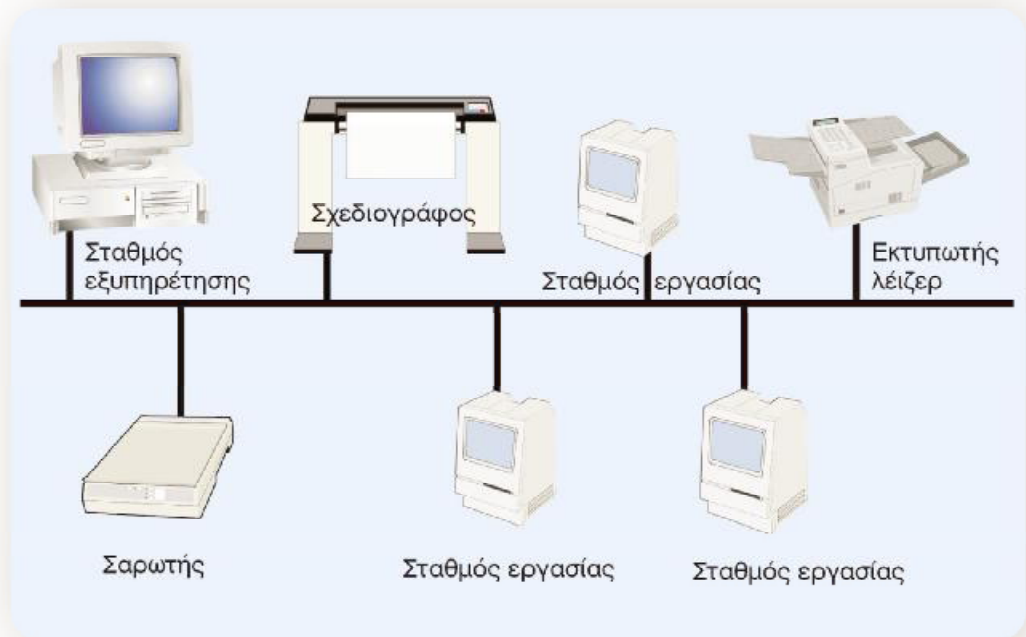 Σχεδιογράφος
Σταθμός
εξυπηρέτησης
Σταθμός εργασίας
Εκτυπωτής
λέιζερ
Σαρωτής
Σταθμός εργασίας
Σταθμός εργασίας